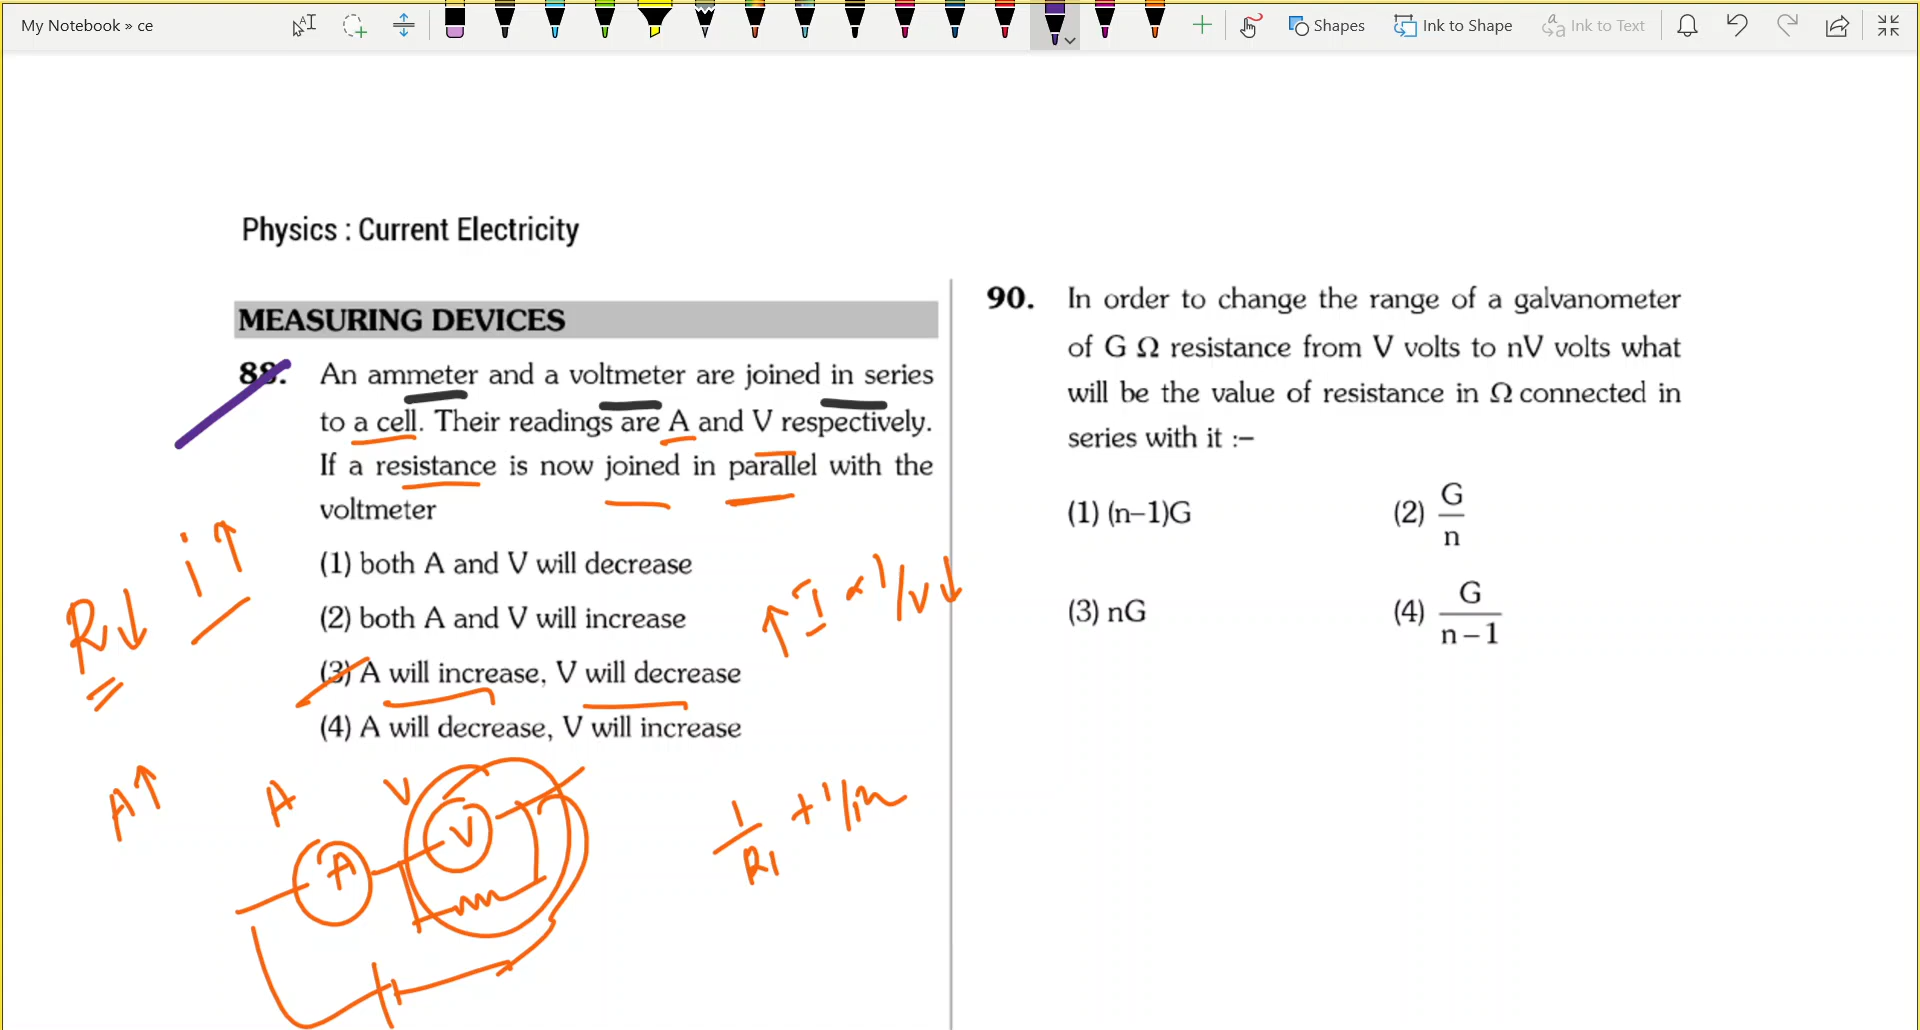 My Notebook » ce
Shapes
Ink to Shape
Ink to Text
Physics : Current Electricity
MEASURING DEVICES
88. An ammeter and a voltmeter are joined in series
to a cell. Their readings are A and V respectively.
If a resistance is now joined in parallel with the
voltmeter
(1) both A and V will decrease
(2) both A and V will increase
(3) A will increase, V will decrease
(4) A will decrease, V will increase
R↓ i↑
↑ I ∝ 1/V ↓
A↑
A V
A V
1/R1
90. In order to change the range of a galvanometer
of G Ω resistance from V volts to nV volts what
will be the value of resistance in Ω connected in
series with it :–
(1) (n–1)G (2) G/n
(3) nG (4) G/n – 1